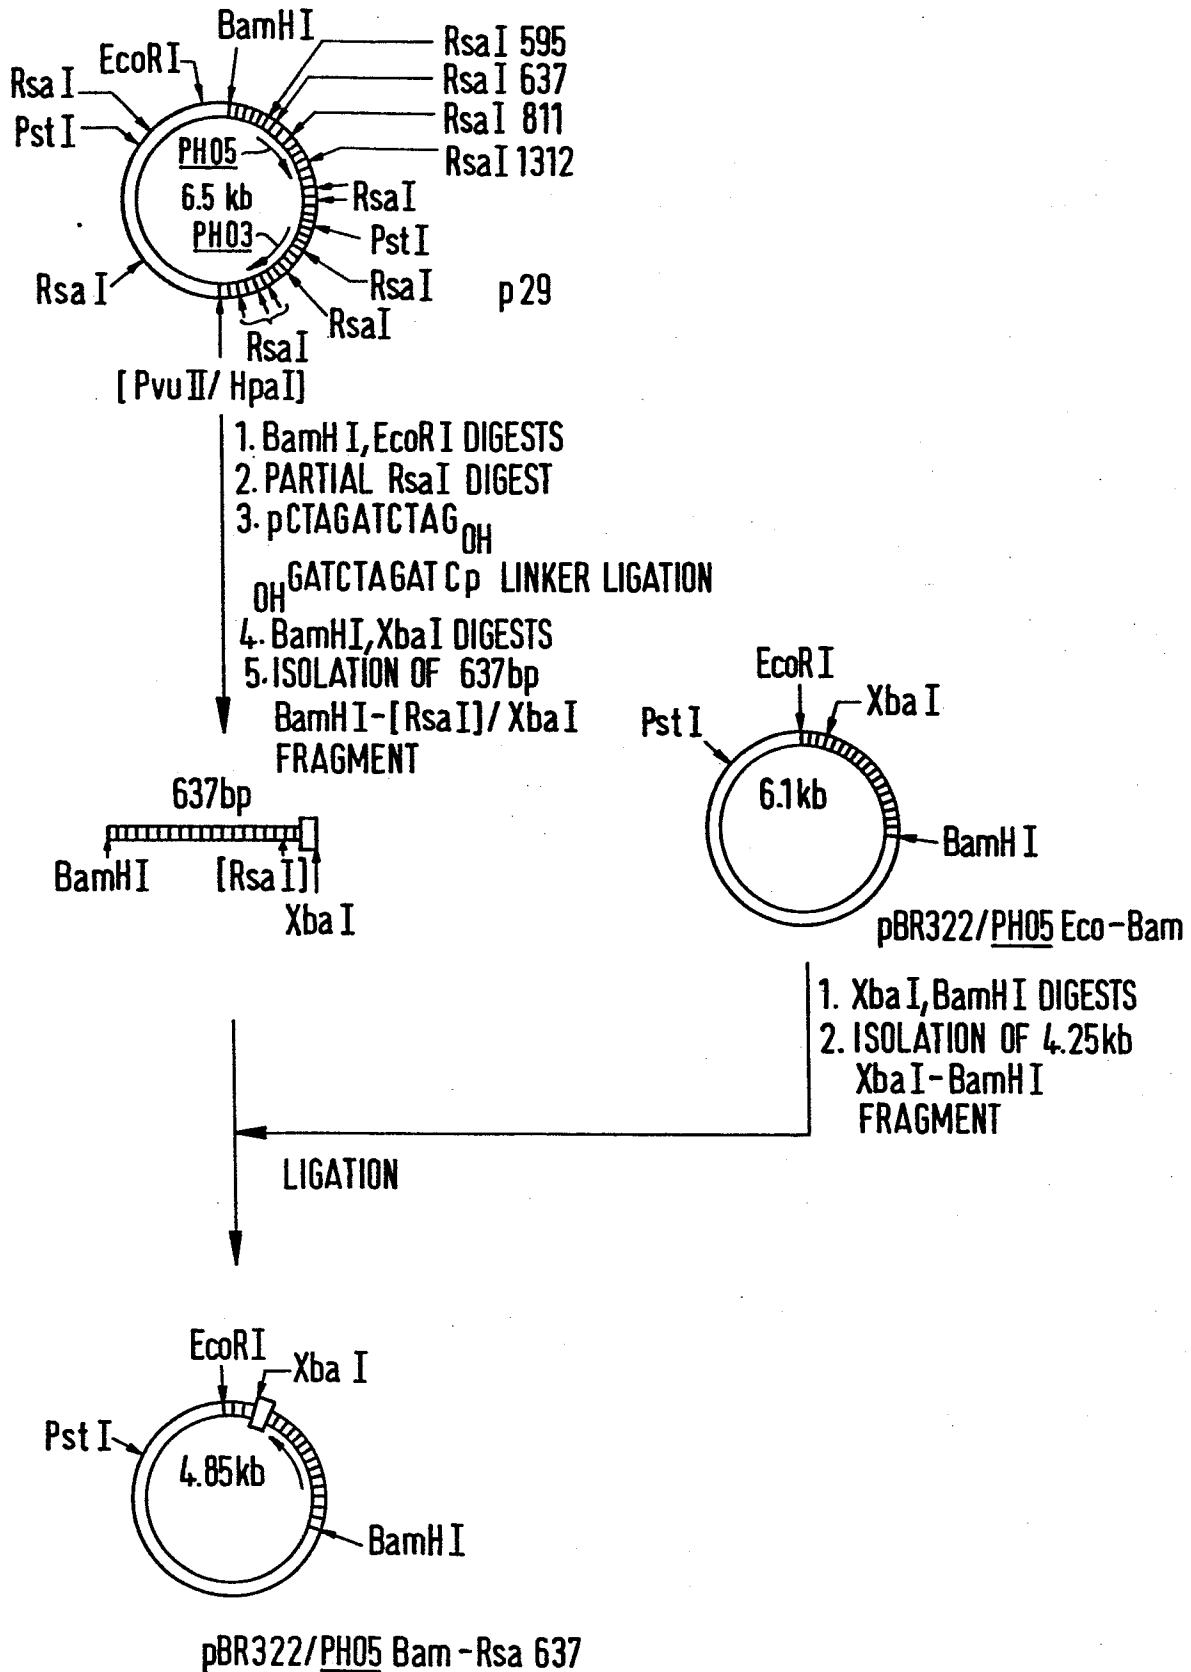 BamHI
EcoRI
RsaI
PstI
RsaI 595
RsaI 637
RsaI 811
RsaI 1312
PHO5
6.5 kb
PHO3
RsaI
PstI
RsaI
RsaI
RsaI
RsaI
p29
[PvuII/HpaI]
1. BamHI,EcoRI DIGESTS
2. PARTIAL RsaI DIGEST
3. pCTAGATCTAG OH
OH GATCTAGATCp LINKER LIGATION
4. BamHI,XbaI DIGESTS
5. ISOLATION OF 637bp
BamHI-[RsaI]/XbaI
FRAGMENT
637bp
BamHI
[RsaI]
XbaI
EcoRI
XbaI
PstI
6.1kb
BamHI
pBR322/PHO5 Eco-Bam
1. XbaI,BamHI DIGESTS
2. ISOLATION OF 4.25kb
XbaI-BamHI
FRAGMENT
LIGATION
EcoRI
XbaI
PstI
4.85kb
BamHI
pBR322/PHO5 Bam-Rsa 637